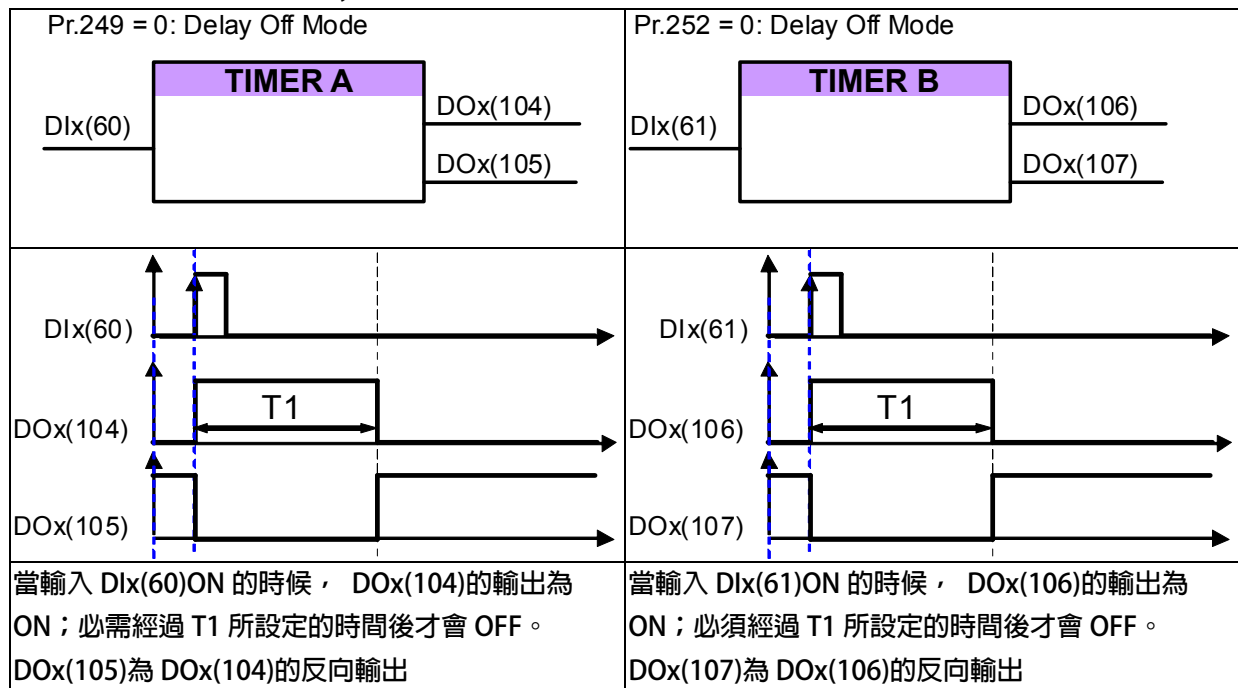 Pr.249 = 0: Delay Off Mode
TIMER A
DIx(60)
DOx(104)
DOx(105)
Pr.252 = 0: Delay Off Mode
TIMER B
DIx(61)
DOx(106)
DOx(107)
DIx(60)
DOx(104)
T1
DOx(105)
DIx(61)
DOx(106)
T1
DOx(107)
當輸入 DIx(60)ON 的時候， DOx(104)的輸出為
ON；必需經過 T1 所設定的時間後才會 OFF。
DOx(105)為 DOx(104)的反向輸出
當輸入 DIx(61)ON 的時候， DOx(106)的輸出為
ON；必須經過 T1 所設定的時間後才會 OFF。
DOx(107)為 DOx(106)的反向輸出